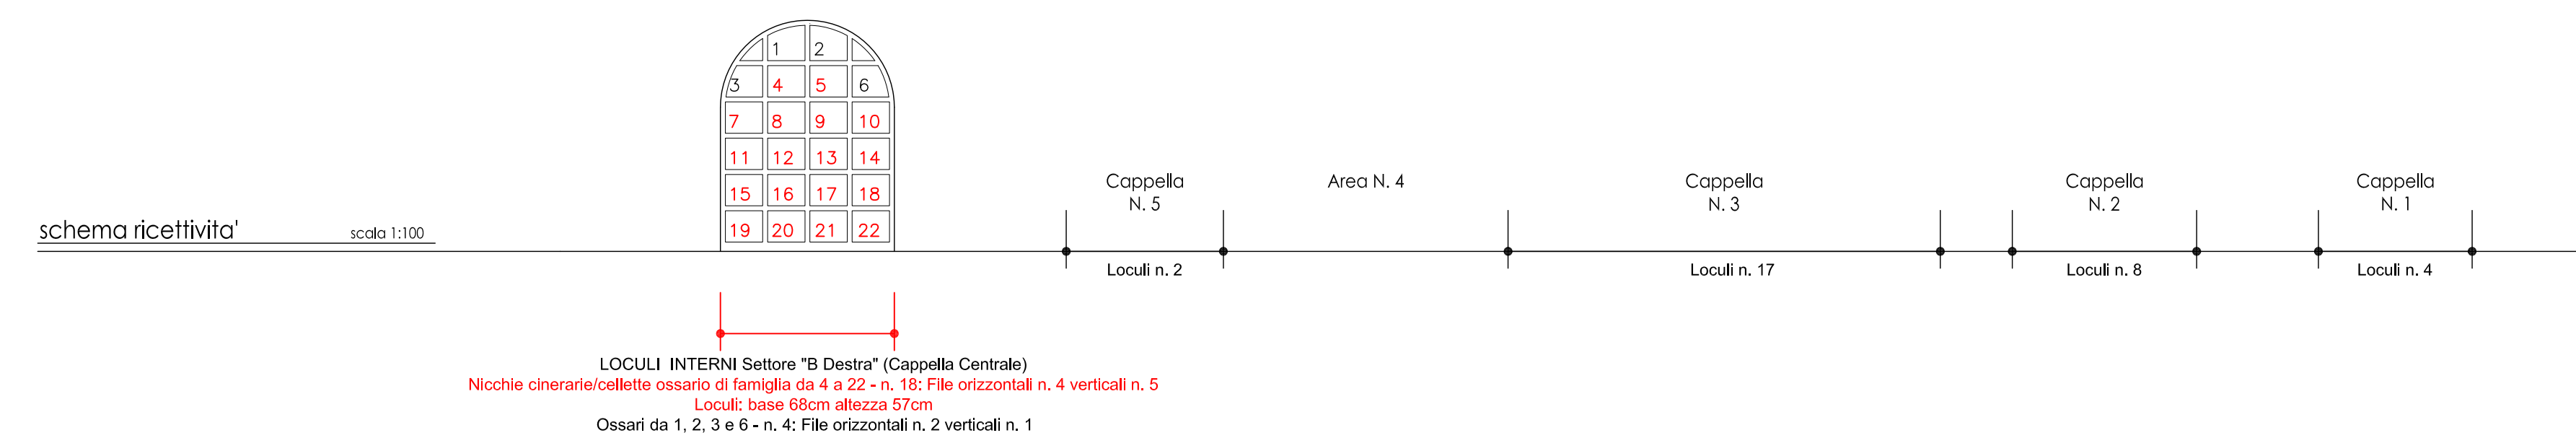 1 2
3 4 5 6
7 8 9 10
11 12 13 14
15 16 17 18
19 20 21 22
schema ricettivita' scala 1:100
Cappella
N. 5
Loculi n. 2
Area N. 4
Cappella
N. 3
Loculi n. 17
Cappella
N. 2
Loculi n. 8
Cappella
N. 1
Loculi n. 4
LOCULI INTERNI Settore "B Destra" (Cappella Centrale)
Nicchie cinerarie/cellette ossario di famiglia da 4 a 22 - n. 18: File orizzontali n. 4 verticali n. 5
Loculi: base 68cm altezza 57cm
Ossari da 1, 2, 3 e 6 - n. 4: File orizzontali n. 2 verticali n. 1